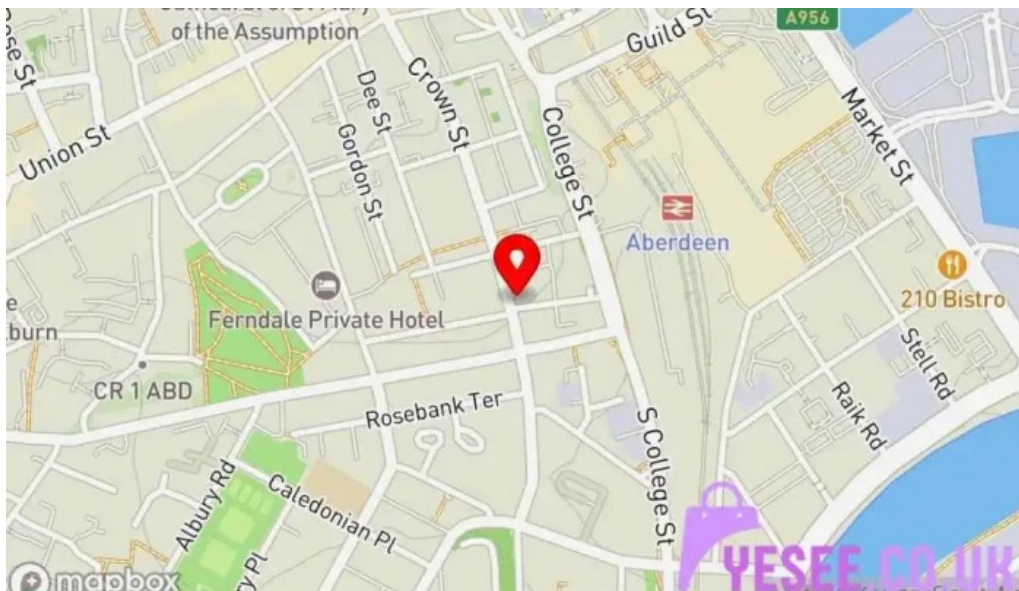 of the Assumption
A956
Guild St
Crown St
Dee St
Gordon St
College St
Market St
Union St
Aberdeen
210 Bistro
Ferndale Private Hotel
burn
CR 1 ABD
Rosebank Ter
Stell Rd
Raik Rd
S College St
Albury Rd
Caledonian Pl
mapbox
YESEE.CO.UK